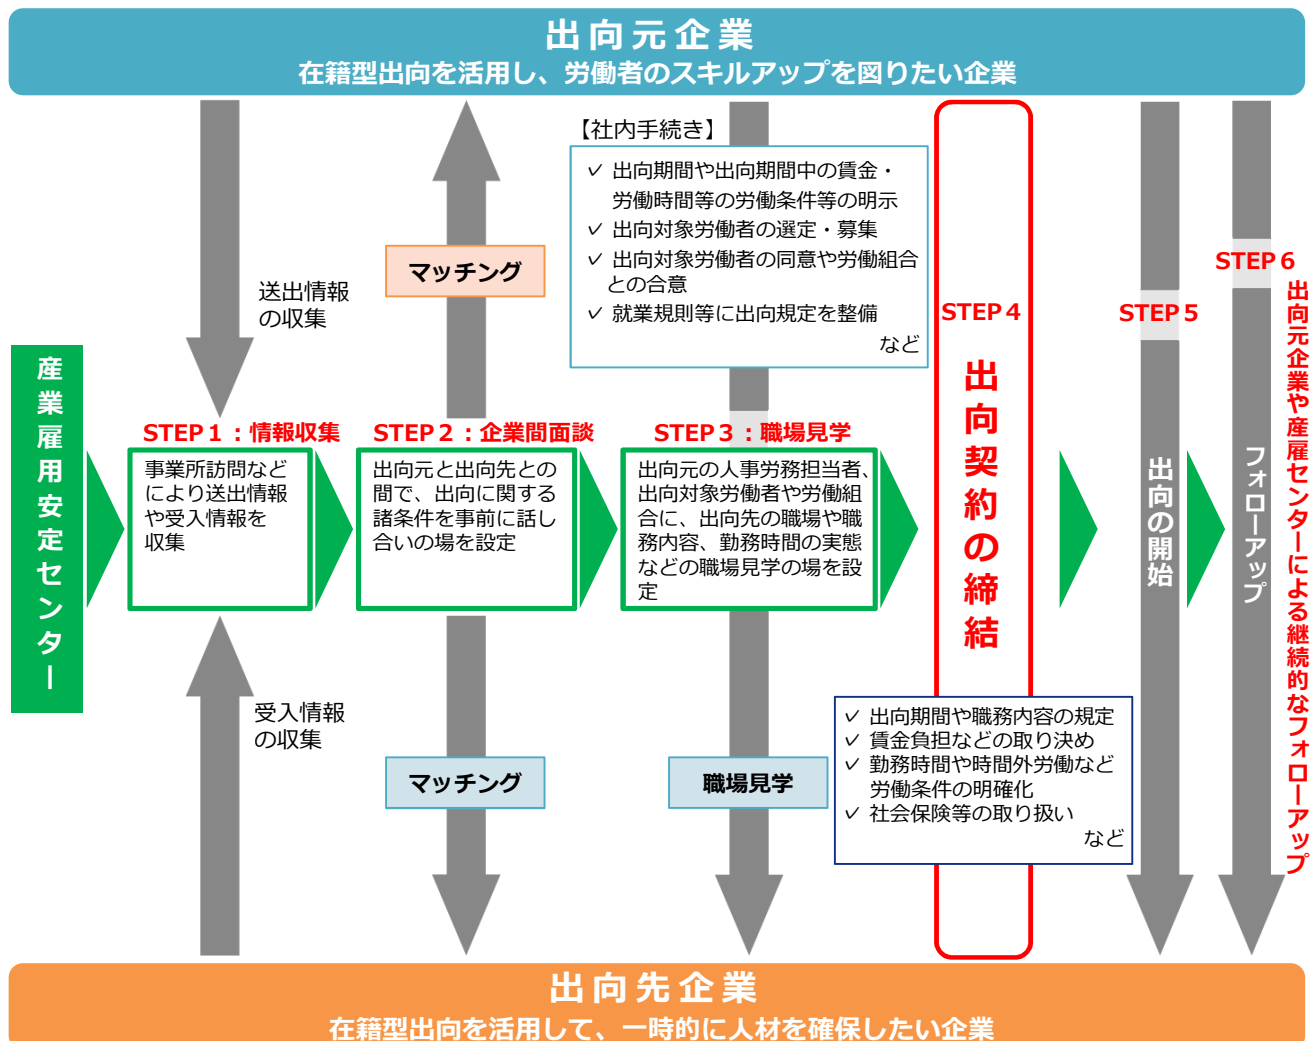 出向元企業
在籍型出向を活用し、労働者のスキルアップを図りたい企業
【社内手続き】
✓ 出向期間や出向期間中の賃金・
労働時間等の労働条件等の明示
✓ 出向対象労働者の選定・募集
✓ 出向対象労働者の同意や労働組合
との合意
✓ 就業規則等に出向規定を整備
など
マッチング
送出情報
の収集
産業雇用安定センター
STEP1：情報収集
事業所訪問など
により送出情報
や受入情報を
収集
STEP2：企業間面談
出向元と出向先との
間で、出向に関する
諸条件を事前に話し
合いの場を設定
STEP3：職場見学
出向元の人事労務担当者、
出向対象労働者や労働組
合に、出向先の職場や職
務内容、勤務時間の実態
などの職場見学の場を設
定
STEP4
出向契約の締結
STEP5
出向の開始
STEP6
フォローアップ
出向元企業や産雇センターによる継続的なフォローアップ
受入情報
の収集
マッチング
職場見学
✓ 出向期間や職務内容の規定
✓ 賃金負担などの取り決め
✓ 勤務時間や時間外労働など
労働条件の明確化
✓ 社会保険等の取り扱い
など
出向先企業
在籍型出向を活用して、一時的に人材を確保したい企業